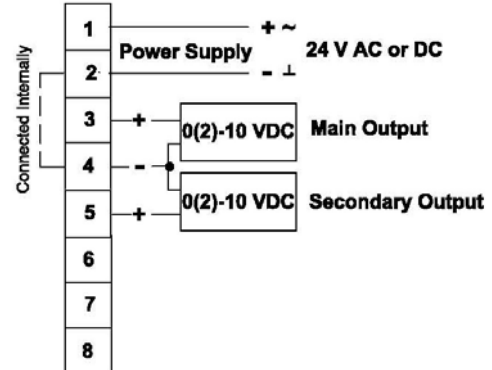 1 + ~
Power Supply 24 V AC or DC
2 - ⊥
Connected Internally
3 + 0(2)-10 VDC Main Output
4 -
5 + 0(2)-10 VDC Secondary Output
6
7
8